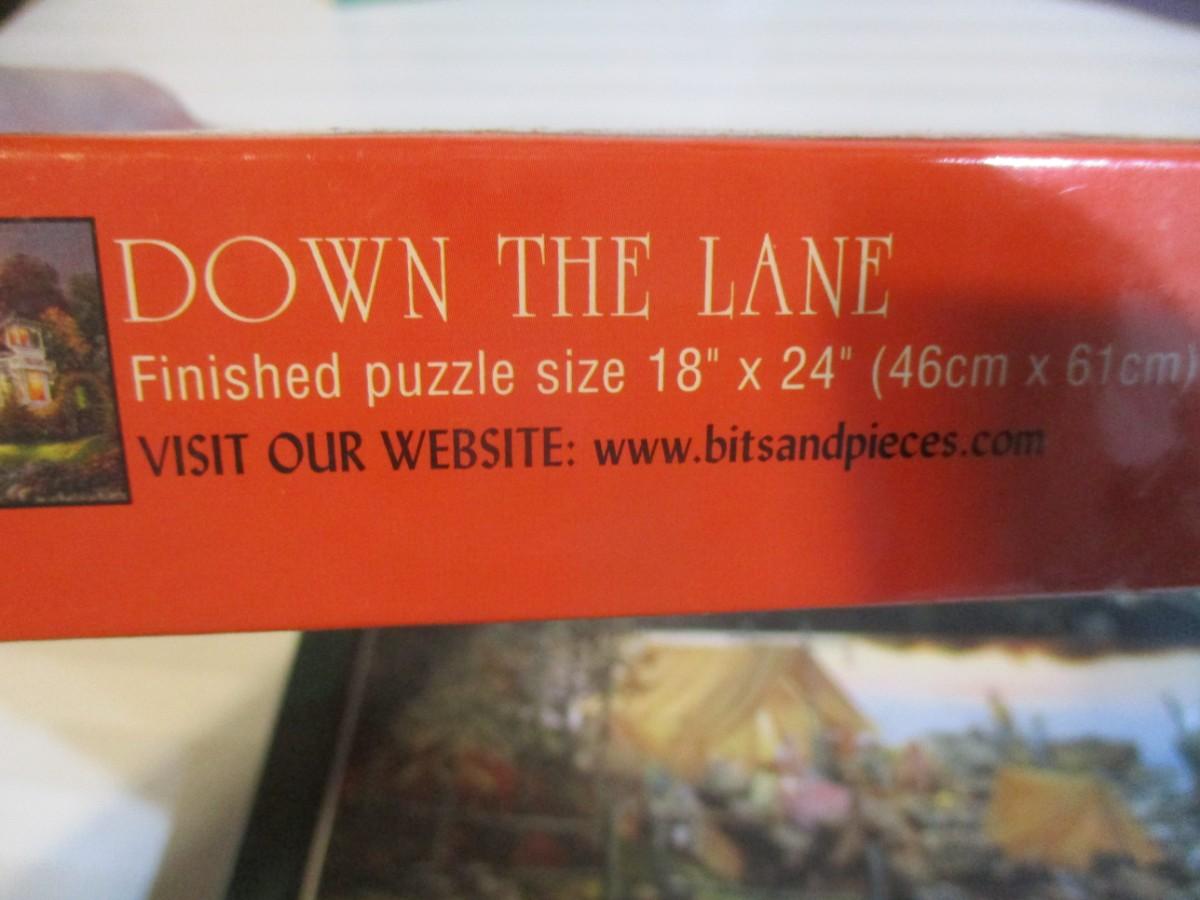 DOWN THE LANE
Finished puzzle size 18" x 24" (46cm x 61cm)
VISIT OUR WEBSITE: www.bitsandpieces.com